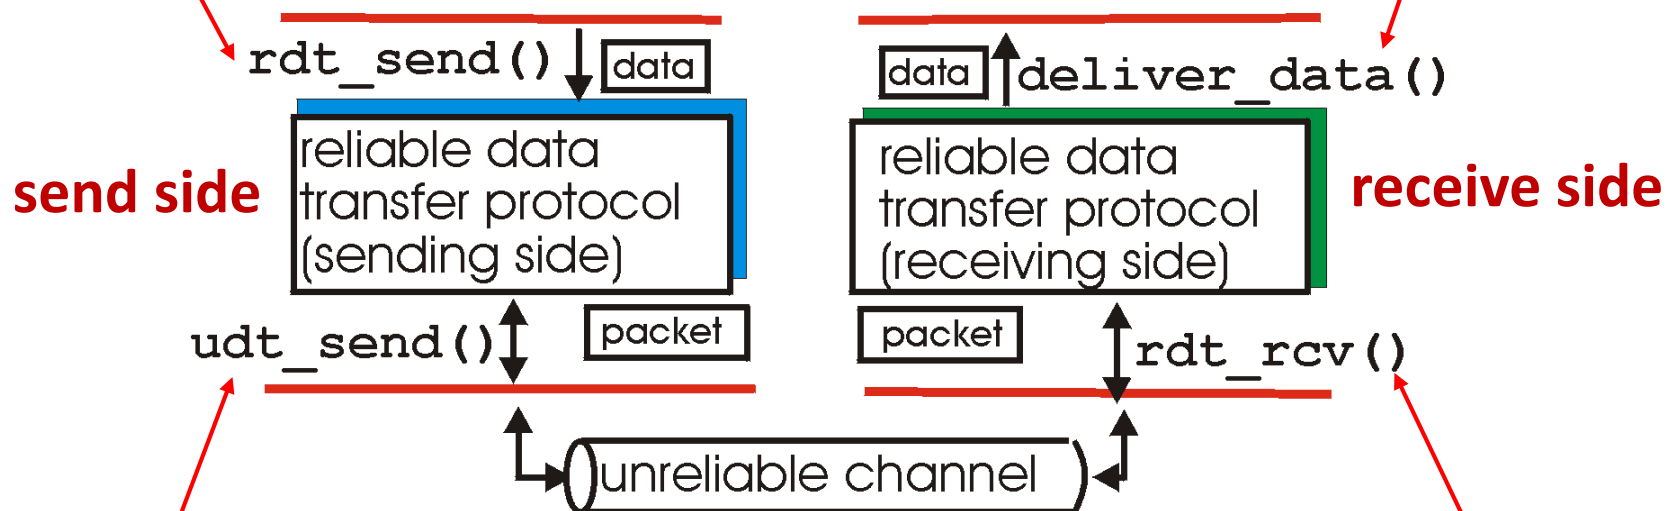 rdt_send()
data
data
deliver_data()
send side
reliable data
transfer protocol
(sending side)
reliable data
transfer protocol
(receiving side)
receive side
udt_send()
packet
packet
rdt_rcv()
unreliable channel